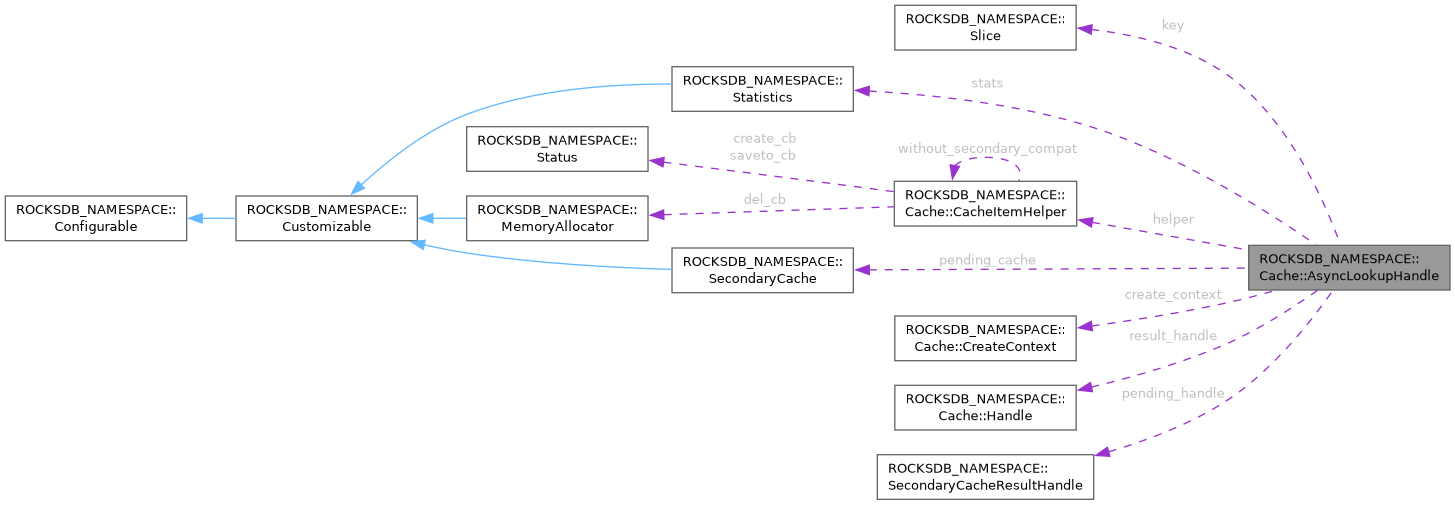 ROCKSDB_NAMESPACE::
Slice
key
ROCKSDB_NAMESPACE::
Statistics
stats
ROCKSDB_NAMESPACE::
Status
create_cb
saveto_cb
without_secondary_compat
ROCKSDB_NAMESPACE::
Configurable
ROCKSDB_NAMESPACE::
Customizable
ROCKSDB_NAMESPACE::
MemoryAllocator
del_cb
ROCKSDB_NAMESPACE::
Cache::CacheItemHelper
helper
ROCKSDB_NAMESPACE::
SecondaryCache
pending_cache
ROCKSDB_NAMESPACE::
Cache::AsyncLookupHandle
create_context
ROCKSDB_NAMESPACE::
Cache::CreateContext
result_handle
ROCKSDB_NAMESPACE::
Cache::Handle
pending_handle
ROCKSDB_NAMESPACE::
SecondaryCacheResultHandle